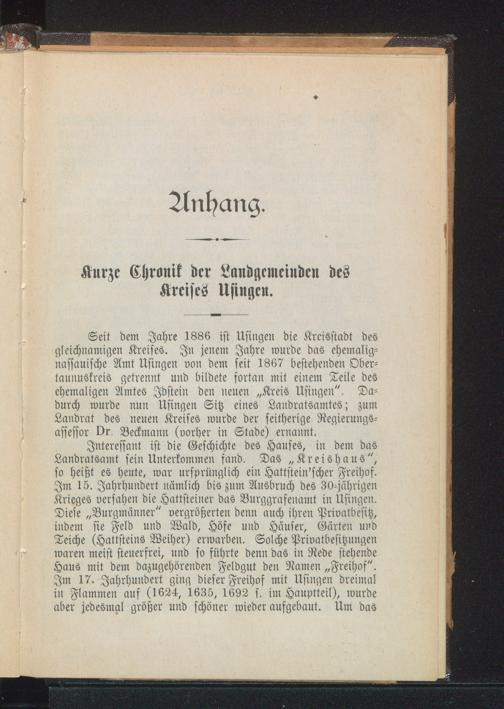 Anhang.
Kurze Chronik der Landgemeinden des
Kreises Usingen.
Seit dem Jahre 1886 ist Usingen die Kreisstadt des
gleichnamigen Kreises. In jenem Jahre wurde das ehemalig-
nassauische Amt Usingen von dem seit 1867 bestehenden Ober-
taunuskreis getrennt und bildete fortan mit einem Teile des
ehemaligen Amtes Idstein den neuen „Kreis Usingen“. Da-
durch wurde nun Usingen Sitz eines Landratsamtes; zum
Landrat des neuen Kreises wurde der seitherige Regierungs-
assessor Dr. Beckmann (vorher in Stade) ernannt.
Interessant ist die Geschichte des Hauses, in dem das
Landratsamt sein Unterkommen fand. Das „Kreishaus“,
so heißt es heute, war ursprünglich ein Hattstein'scher Freihof.
Im 15. Jahrhundert nämlich bis zum Ausbruch des 30-jährigen
Krieges versahen die Hattsteiner das Burggrafenamt in Usingen.
Diese „Burgmänner“ vergrößerten denn auch ihren Privatbesitz,
indem sie Feld und Wald, Höfe und Häuser, Gärten und
Teiche (Hattsteins Weiher) erwarben. Solche Privatbesitzungen
waren meist steuerfrei, und so führte denn das in Rede stehende
Haus mit dem dazugehörenden Feldgut den Namen „Freihof“.
Im 17. Jahrhundert ging dieser Freihof mit Usingen dreimal
in Flammen auf (1624, 1635, 1692 s. im Hauptteil), wurde
aber jedesmal größer und schöner wieder aufgebaut. Um das